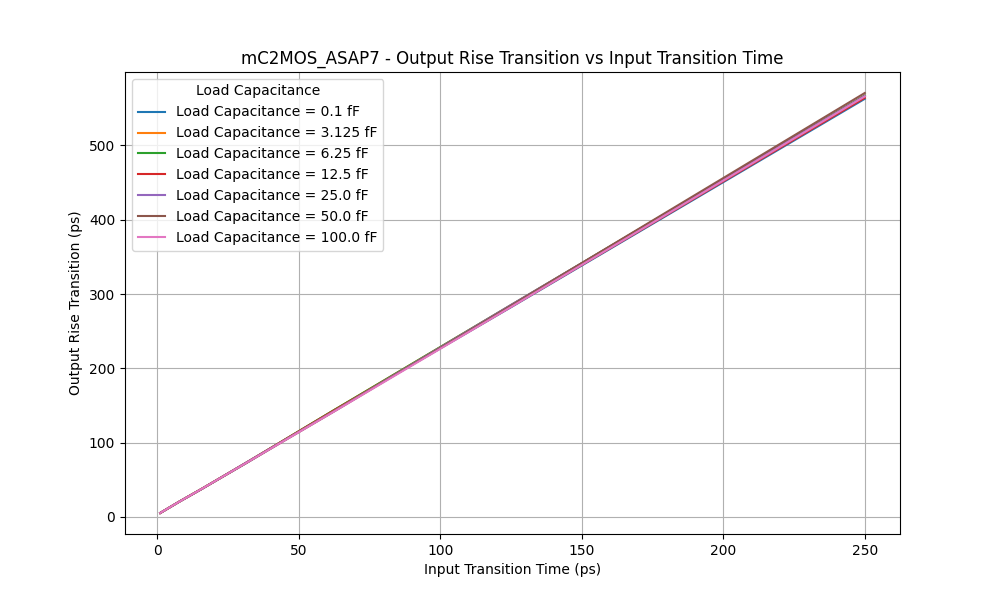 mC2MOS_ASAP7 - Output Rise Transition vs Input Transition Time
Load Capacitance
Load Capacitance = 0.1 fF
Load Capacitance = 3.125 fF
Load Capacitance = 6.25 fF
Load Capacitance = 12.5 fF
Load Capacitance = 25.0 fF
Load Capacitance = 50.0 fF
Load Capacitance = 100.0 fF
Output Rise Transition (ps)
500
400
300
200
100
0
0 50 100 150 200 250
Input Transition Time (ps)